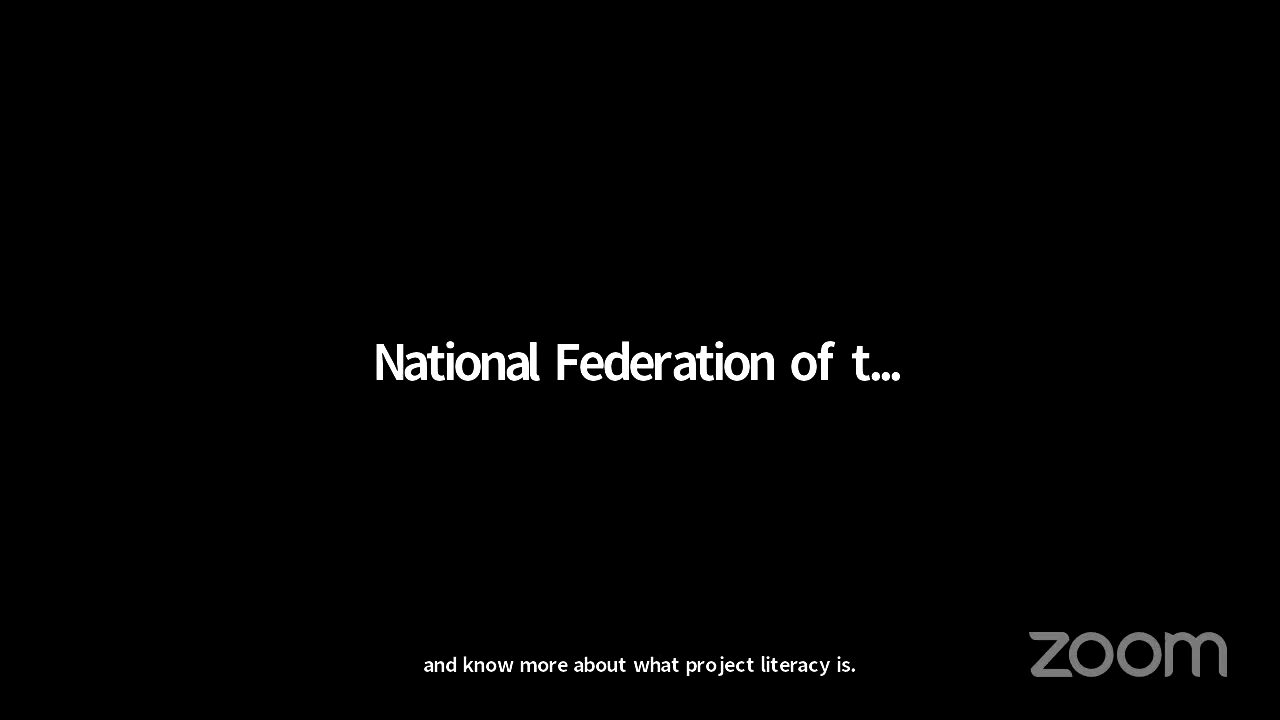 National Federation of t...
and know more about what project literacy is.
zoom